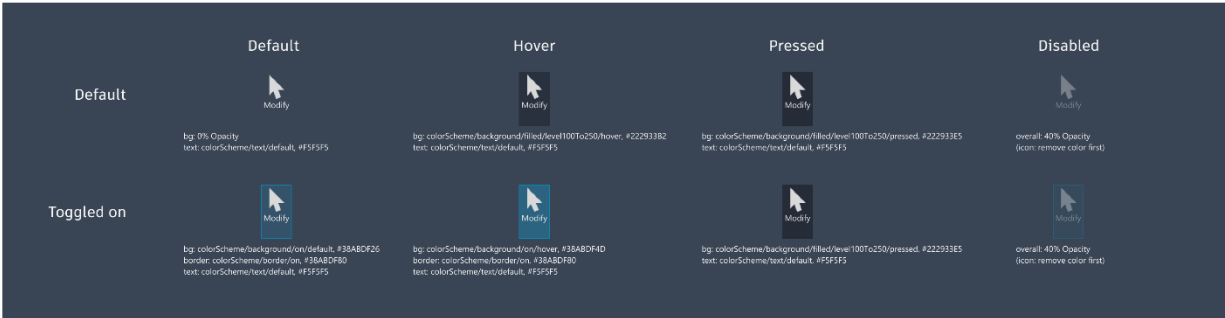 Default
Hover
Pressed
Disabled
Default
Modify
Modify
Modify
Modify
bg: 0% Opacity
text: colorScheme/text/default, #F5F5F5
bg: colorScheme/background/filled/level100To250/hover, #222933B2
text: colorScheme/text/default, #F5F5F5
bg: colorScheme/background/filled/level100To250/pressed, #222933E5
text: colorScheme/text/default, #F5F5F5
overall: 40% Opacity
(icon: remove color first)
Toggled on
Modify
Modify
Modify
Modify
bg: colorScheme/background/on/default, #38ABDF26
border: colorScheme/border/on, #38ABDF80
text: colorScheme/text/default, #F5F5F5
bg: colorScheme/background/on/hover, #38ABDF4D
border: colorScheme/border/on, #38ABDF80
text: colorScheme/text/default, #F5F5F5
bg: colorScheme/background/filled/level100To250/pressed, #222933E5
text: colorScheme/text/default, #F5F5F5
overall: 40% Opacity
(icon: remove color first)